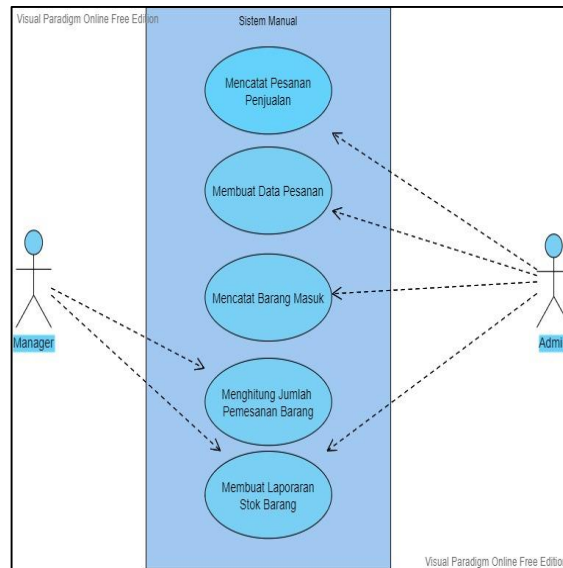 Visual Paradigm Online Free Edition
Sistem Manual
Mencatat Pesanan
Penjualan
Membuat Data Pesanan
Mencatat Barang Masuk
Manager
Admi
Menghitung Jumlah
Pemesanan Barang
Membuat Laporaran
Stok Barang
Visual Paradigm Online Free Edition